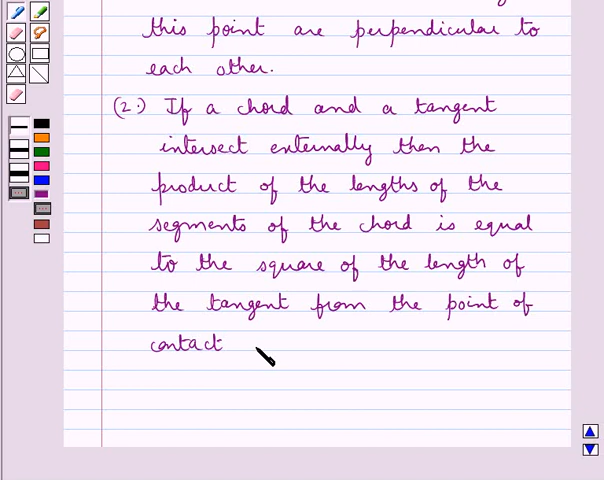 this point are perpendicular to
each other.
(2.) If a chord and a tangent
intersect externally then the
product of the lengths of the
segments of the chord is equal
to the square of the length of
the tangent from the point of
contact